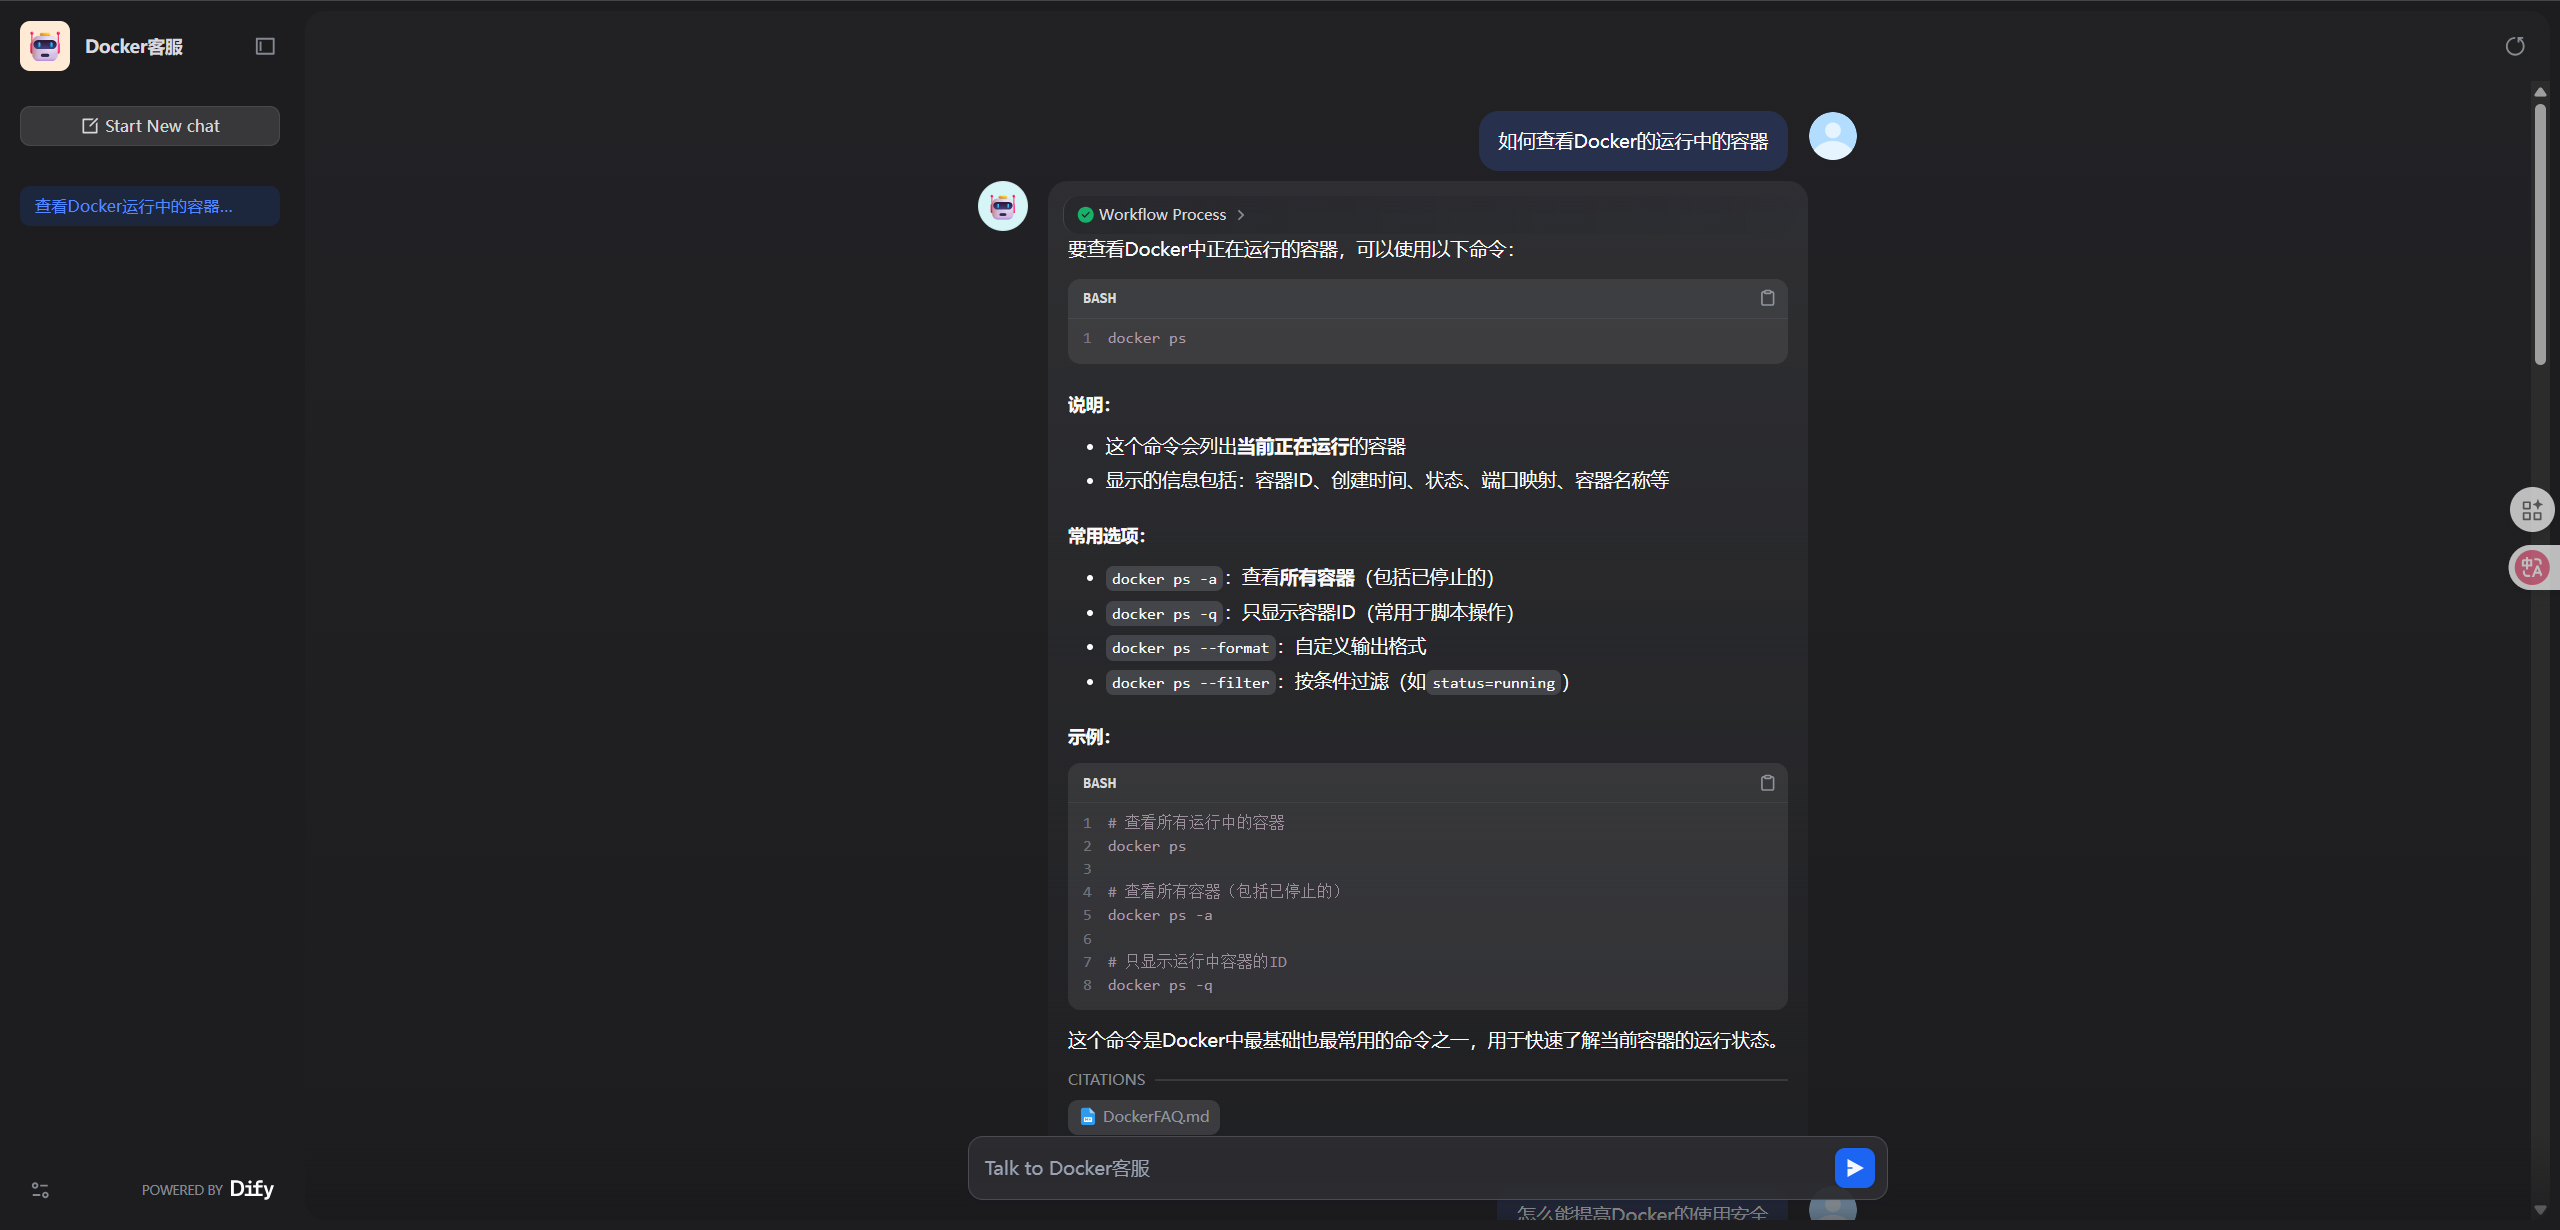 Docker客服
Start New chat
查看Docker运行中的容器...
如何查看Docker的运行中的容器
Workflow Process
要查看Docker中正在运行的容器，可以使用以下命令：
BASH
1 docker ps
说明：
• 这个命令会列出当前正在运行的容器
• 显示的信息包括：容器ID、创建时间、状态、端口映射、容器名称等
常用选项：
• docker ps -a：查看所有容器（包括已停止的）
• docker ps -q：只显示容器ID（常用于脚本操作）
• docker ps --format：自定义输出格式
• docker ps --filter：按条件过滤（如 status=running）
示例：
BASH
1 # 查看所有运行中的容器
2 docker ps
3
4 # 查看所有容器（包括已停止的）
5 docker ps -a
6
7 # 只显示运行中容器的ID
8 docker ps -q
这个命令是Docker中最基础也最常用的命令之一，用于快速了解当前容器的运行状态。
CITATIONS
DockerFAQ.md
Talk to Docker客服
怎么能提高Docker的使用安全
POWERED BY Dify
中A